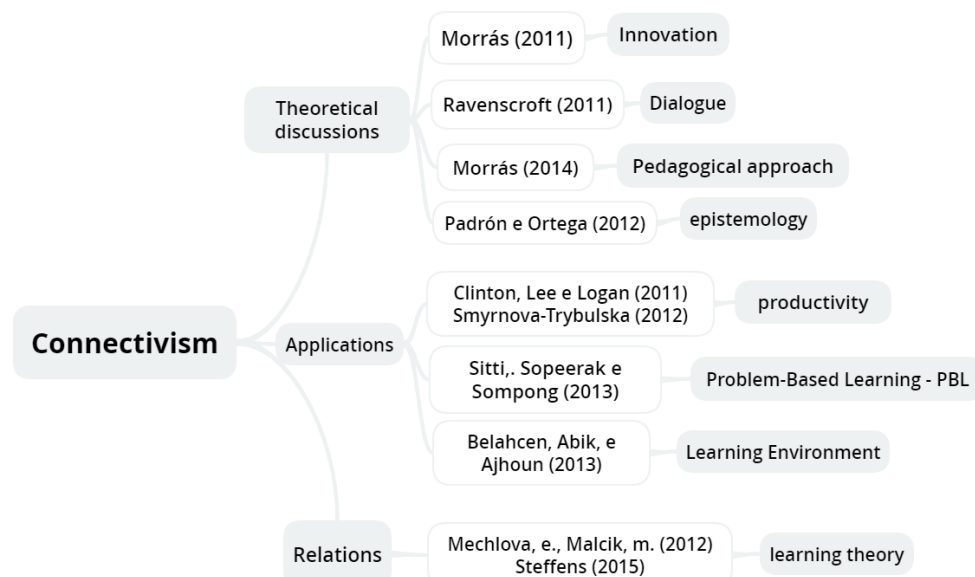 Morrás (2011)
Innovation
Theoretical
discussions
Ravenscroft (2011)
Dialogue
Morrás (2014)
Pedagogical approach
Padrón e Ortega (2012)
epistemology
Connectivism
Applications
Clinton, Lee e Logan (2011)
Smyrnova-Trybulska (2012)
productivity
Sitti,. Sopeerak e
Sompong (2013)
Problem-Based Learning - PBL
Belahcen, Abik, e
Ajhoun (2013)
Learning Environment
Relations
Mechlova, e., Malcik, m. (2012)
Steffens (2015)
learning theory